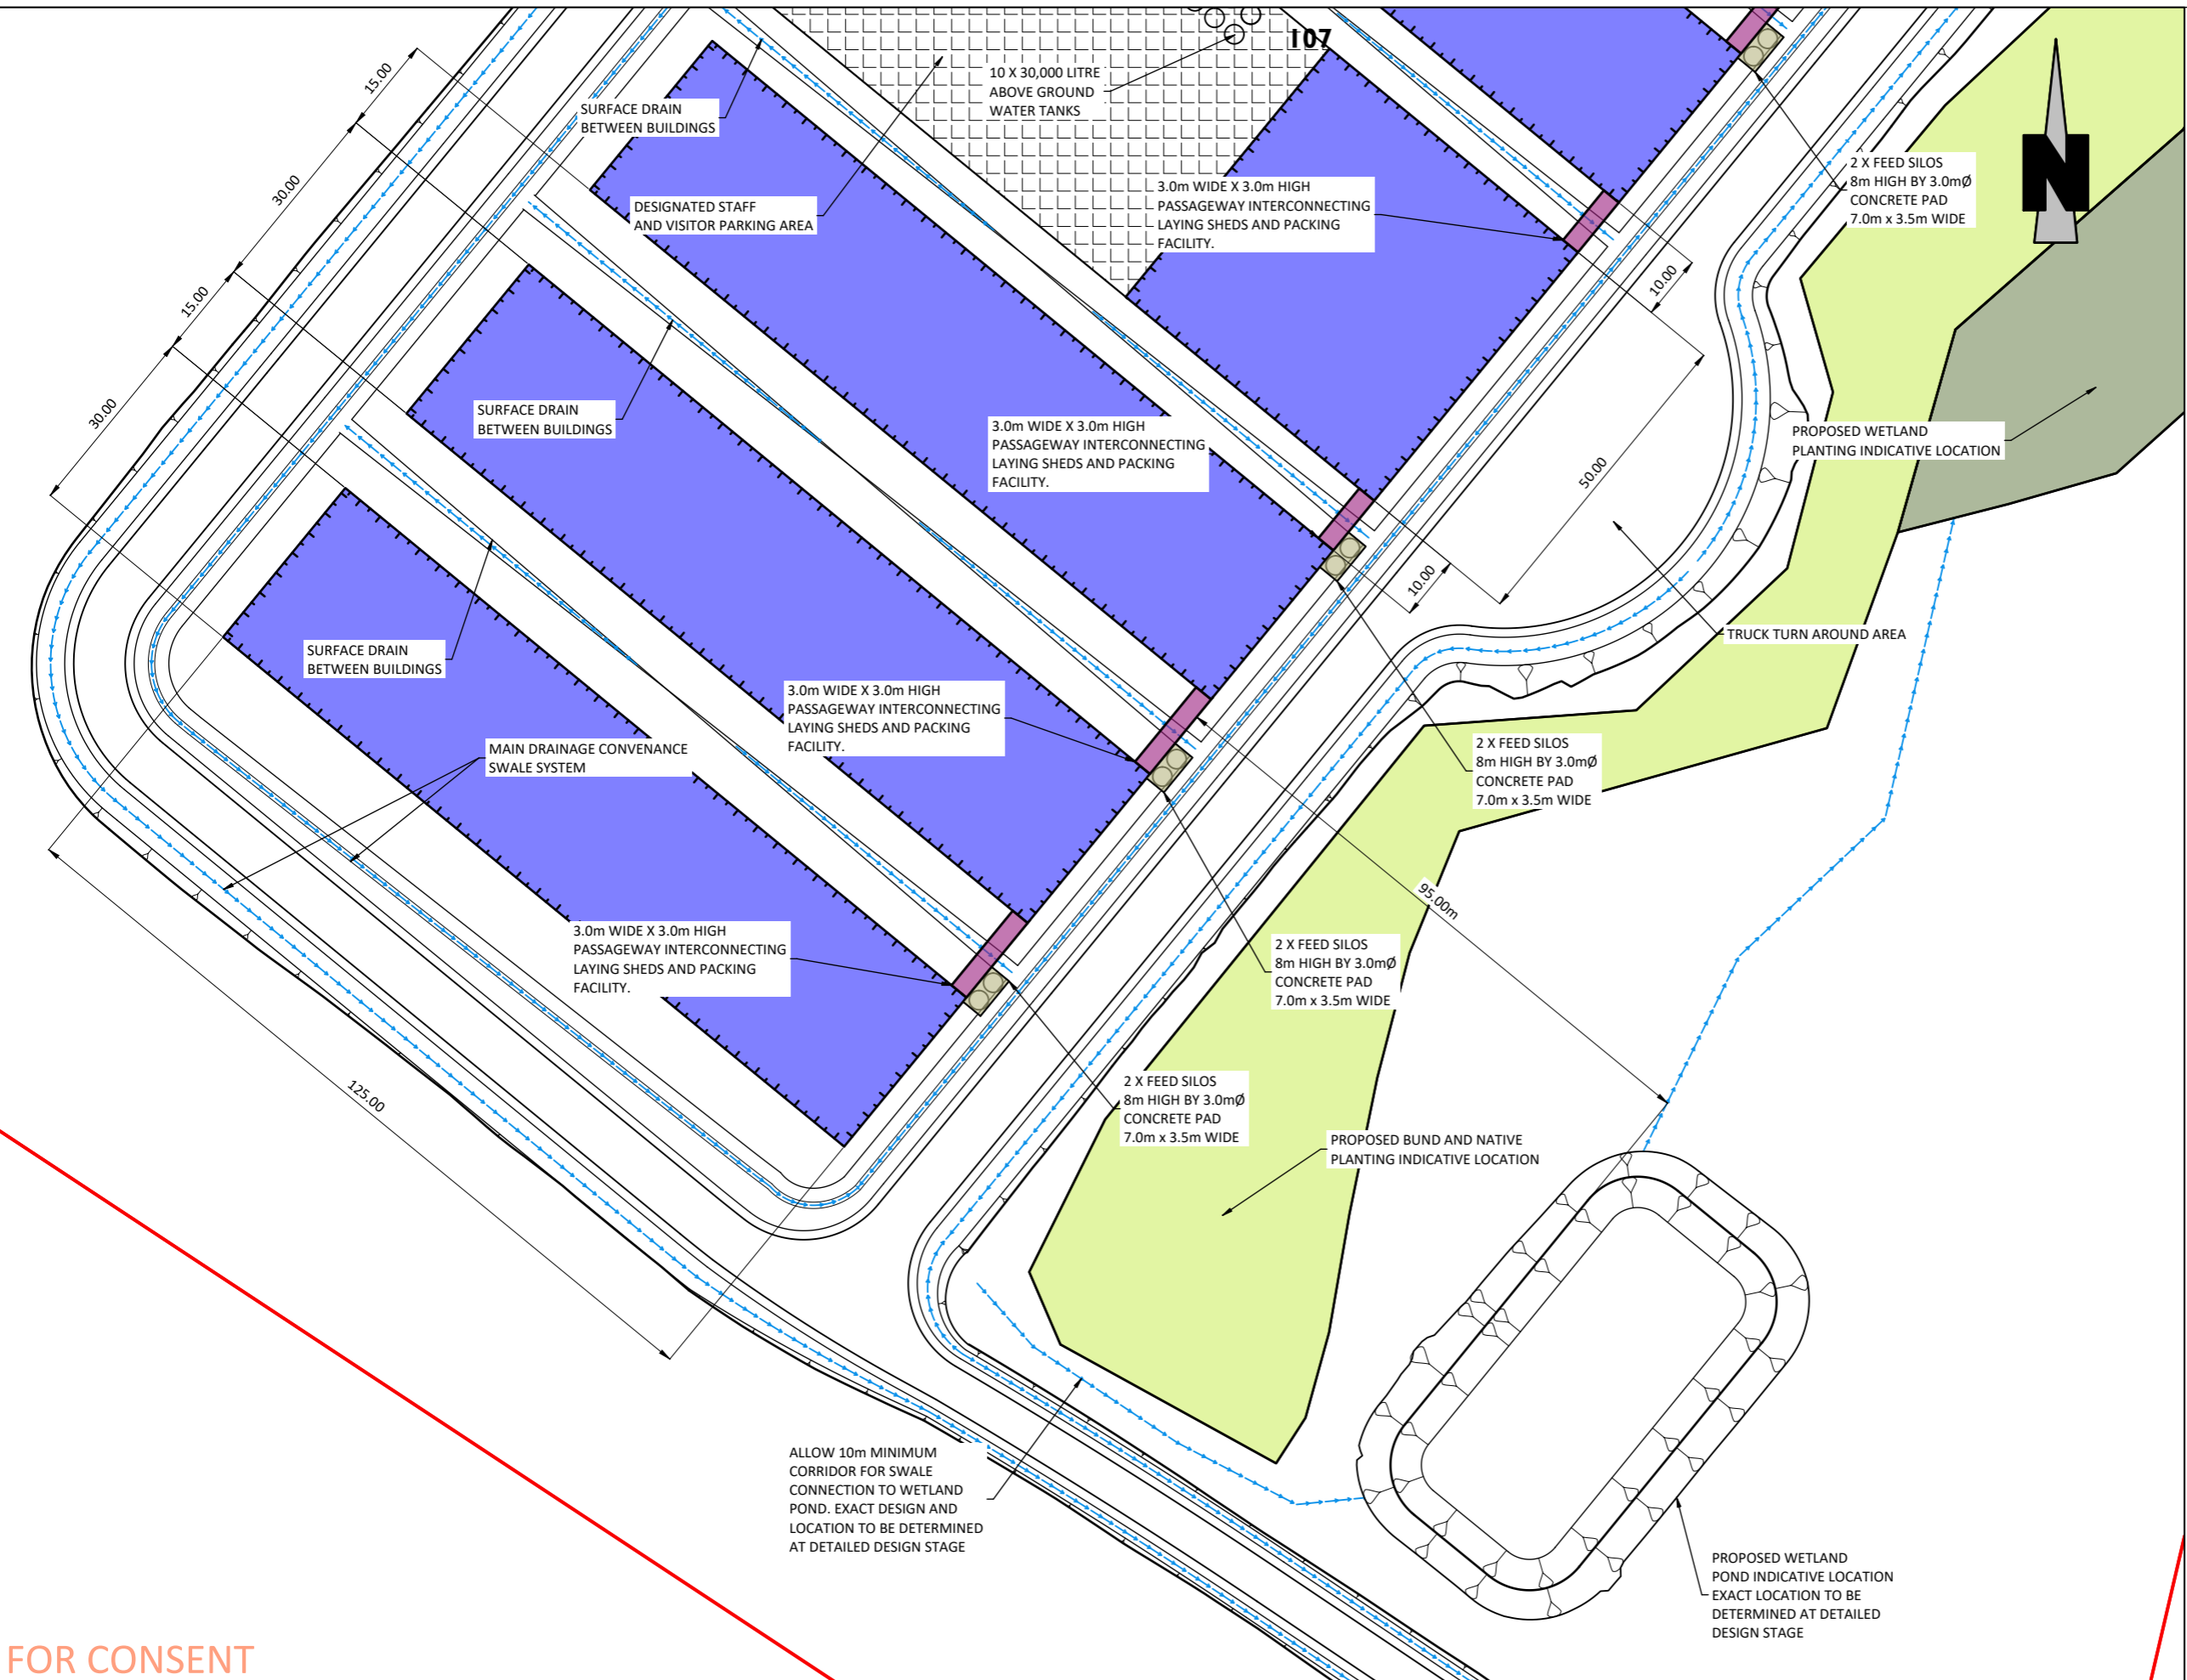 107
10 X 30,000 LITRE
ABOVE GROUND
WATER TANKS
15.00
SURFACE DRAIN
BETWEEN BUILDINGS
N
2 X FEED SILOS
8m HIGH BY 3.0mØ
CONCRETE PAD
7.0m x 3.5m WIDE
30.00
DESIGNATED STAFF
AND VISITOR PARKING AREA
3.0m WIDE X 3.0m HIGH
PASSAGEWAY INTERCONNECTING
LAYING SHEDS AND PACKING
FACILITY.
10.00
15.00
30.00
SURFACE DRAIN
BETWEEN BUILDINGS
3.0m WIDE X 3.0m HIGH
PASSAGEWAY INTERCONNECTING
LAYING SHEDS AND PACKING
FACILITY.
50.00
PROPOSED WETLAND
PLANTING INDICATIVE LOCATION
10.00
TRUCK TURN AROUND AREA
SURFACE DRAIN
BETWEEN BUILDINGS
3.0m WIDE X 3.0m HIGH
PASSAGEWAY INTERCONNECTING
LAYING SHEDS AND PACKING
FACILITY.
MAIN DRAINAGE CONVENANCE
SWALE SYSTEM
2 X FEED SILOS
8m HIGH BY 3.0mØ
CONCRETE PAD
7.0m x 3.5m WIDE
95.00m
3.0m WIDE X 3.0m HIGH
PASSAGEWAY INTERCONNECTING
LAYING SHEDS AND PACKING
FACILITY.
2 X FEED SILOS
8m HIGH BY 3.0mØ
CONCRETE PAD
7.0m x 3.5m WIDE
125.00
2 X FEED SILOS
8m HIGH BY 3.0mØ
CONCRETE PAD
7.0m x 3.5m WIDE
PROPOSED BUND AND NATIVE
PLANTING INDICATIVE LOCATION
ALLOW 10m MINIMUM
CORRIDOR FOR SWALE
CONNECTION TO WETLAND
POND. EXACT DESIGN AND
LOCATION TO BE DETERMINED
AT DETAILED DESIGN STAGE
PROPOSED WETLAND
POND INDICATIVE LOCATION
EXACT LOCATION TO BE
DETERMINED AT DETAILED
DESIGN STAGE
FOR CONSENT